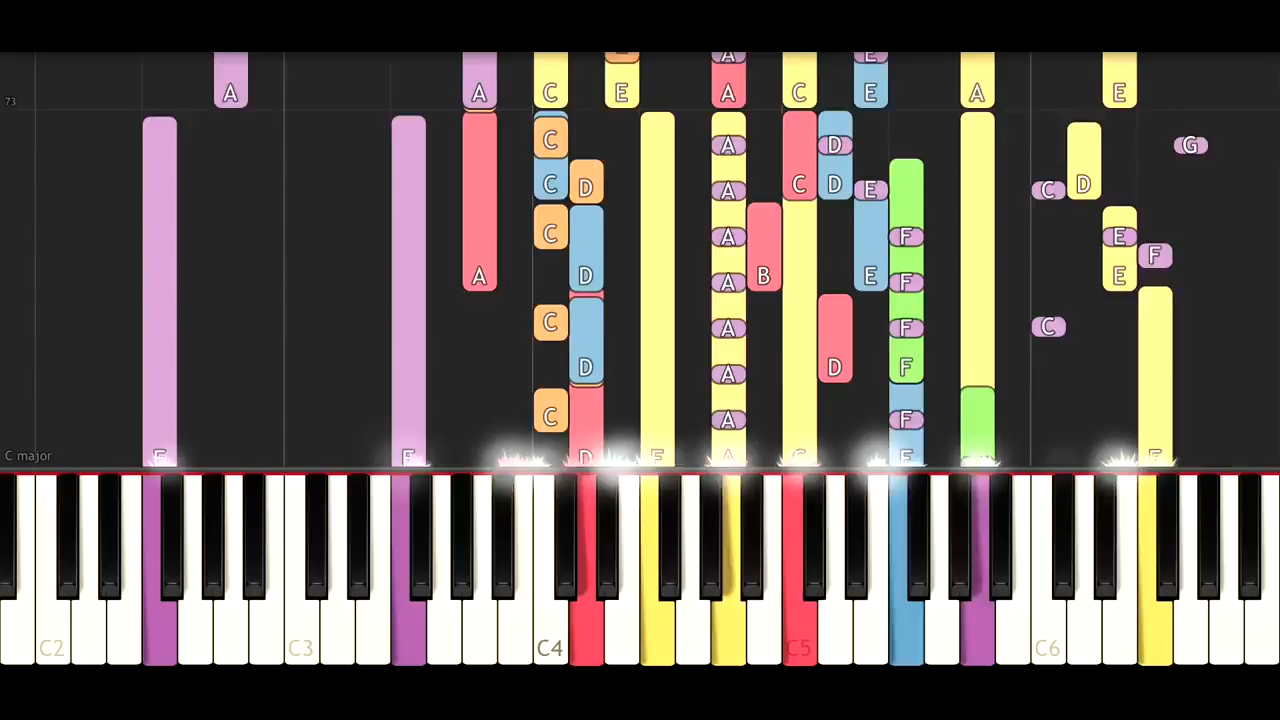 A A C E A A C E E A E
73
C A D G
C C D A C D E C D
C A B F E F
A D A E F E
C A F C
D D F
A
C A F
C major F F D F A C F F
C2 C3 C4 C5 C6